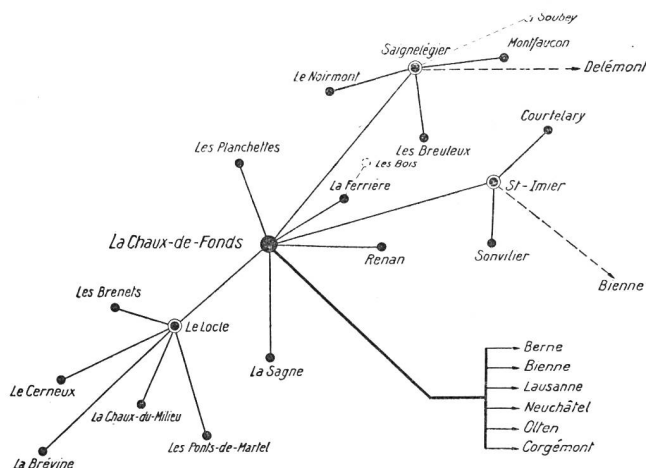 Soubey
Saignelégier
Montfaucon
Le Noirmont
Delémont
Courtelary
Les Planchettes
Les Breuleux
Les Bois
La Ferrière
St-Imier
La Chaux-de-Fonds
Renan
Sonvilier
Bienne
Les Brenets
Le Locle
Berne
Bienne
La Sagne
Lausanne
Le Cerneux
La Chaux-du-Milieu
Neuchâtel
Olten
Les Ponts-de-Martel
Corgémont
La Brévine